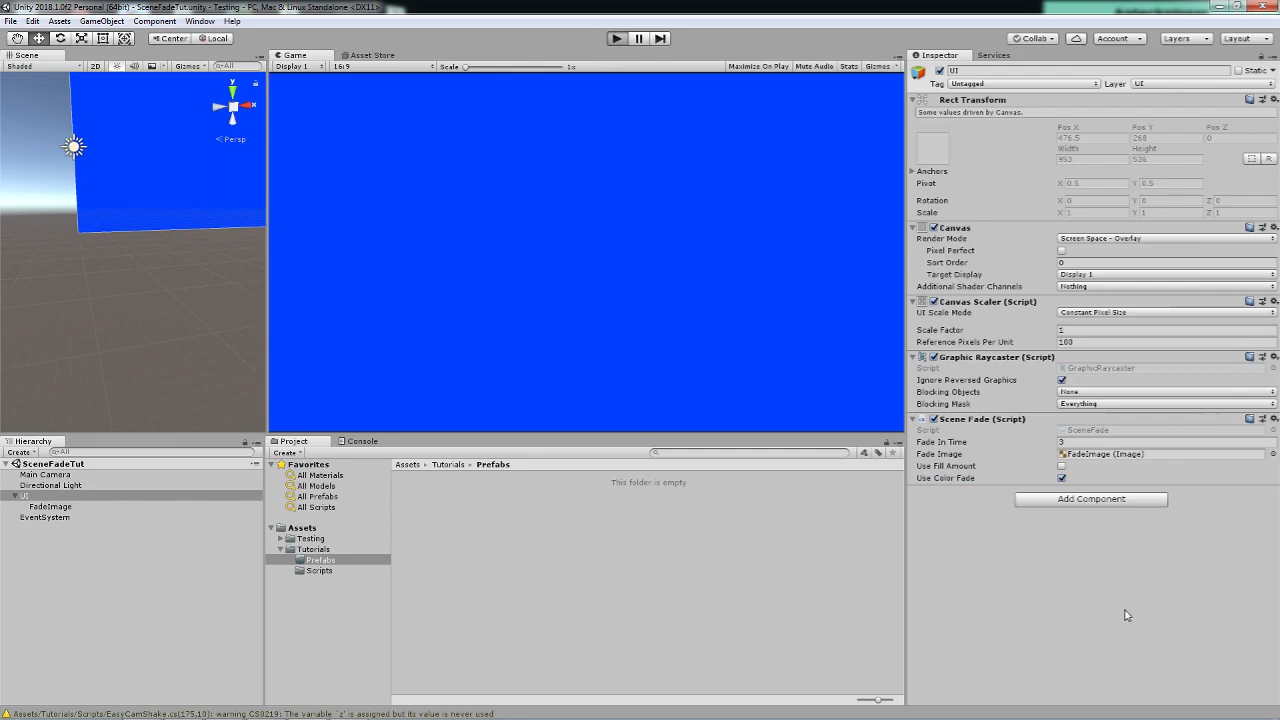 Unity 2018.1.0f2 Personal (64bit) - SceneFadeTut.unity - Testing - PC, Mac & Linux Standalone <DX11>
File Edit Assets GameObject Component Window Help
Center Local Collab Account Layers Layout
Scene Game Asset Store Inspector Services
Shaded 2D Gizmos All Display 1 16:9 Scale 1x Maximize On Play Mute Audio Stats Gizmos
UI Static
Tag Untagged Layer UI
Rect Transform
Some values driven by Canvas.
Pos X Pos Y Pos Z
476.5 268 0
Width Height
953 536
R
Anchors
Pivot X 0.5 Y 0.5
Rotation X 0 Y 0 Z 0
Scale X 1 Y 1 Z 1
y
x
Persp
Canvas
Render Mode Screen Space - Overlay
Pixel Perfect
Sort Order 0
Target Display Display 1
Additional Shader Channels Nothing
Canvas Scaler (Script)
UI Scale Mode Constant Pixel Size
Scale Factor 1
Reference Pixels Per Unit 100
Graphic Raycaster (Script)
Script GraphicRaycaster
Ignore Reversed Graphics
Blocking Objects None
Blocking Mask Everything
Scene Fade (Script)
Script SceneFade
Fade In Time 3
Fade Image FadeImage (Image)
Use Fill Amount
Use Color Fade
Add Component
Hierarchy
Create All
SceneFadeTut
Main Camera
Directional Light
UI
FadeImage
EventSystem
Project Console
Create
Favorites
All Materials
All Models
All Prefabs
All Scripts
Assets
Testing
Tutorials
Prefabs
Scripts
Assets Tutorials Prefabs
This folder is empty
Assets/Tutorials/Scripts/EasyCamShake.cs(175,10): warning CS0219: The variable `z' is assigned but its value is never used